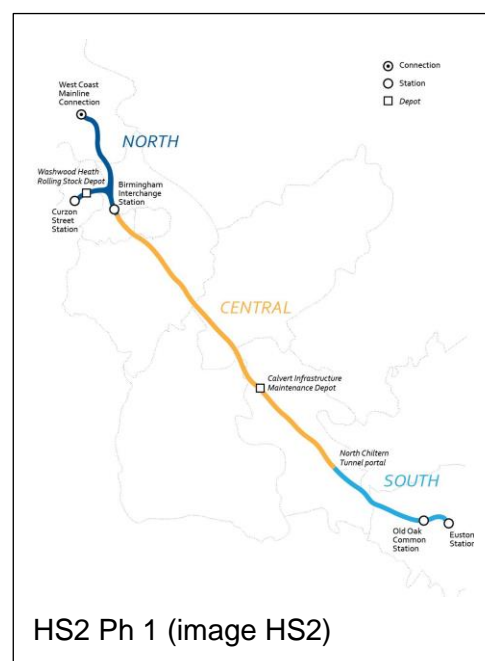 Connection
Station
Depot
West Coast
Mainline
Connection
NORTH
Washwood Heath
Rolling Stock Depot
Birmingham
Interchange
Station
Curzon
Street
Station
CENTRAL
Calvert Infrastructure
Maintenance Depot
North Chiltern
Tunnel portal
SOUTH
Old Oak
Common
Station
Euston
Station
HS2 Ph 1 (image HS2)